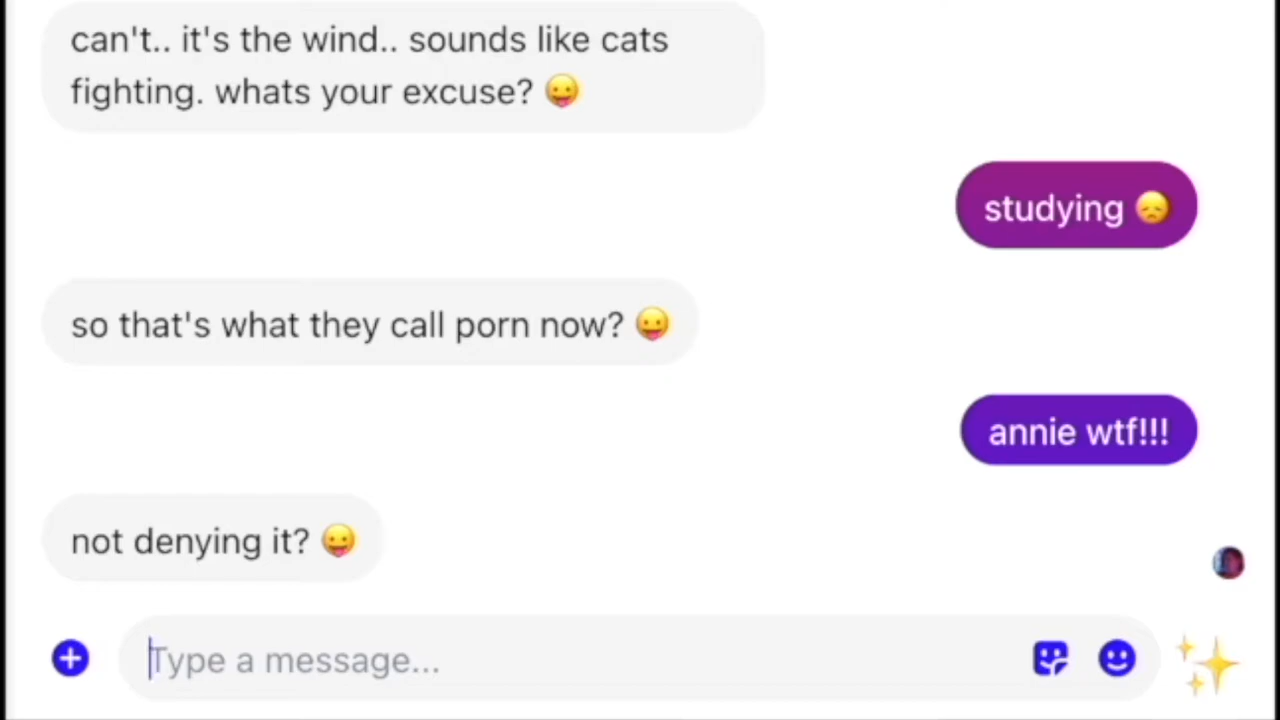 can't.. it's the wind.. sounds like cats
fighting. whats your excuse? 😛
studying 😞
so that's what they call porn now? 😛
annie wtf!!!
not denying it? 😛
Type a message...